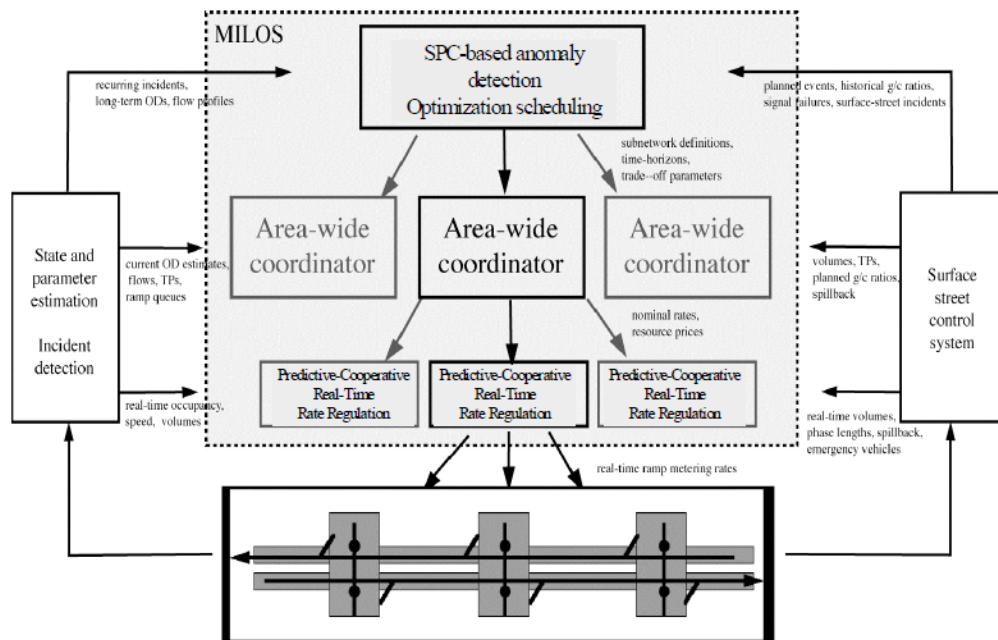 MILOS
SPC-based anomaly
detection
Optimization scheduling
recurring incidents,
long-term ODs, flow profiles
planned events, historical g/c ratios,
signal failures, surface-street incidents
subnetwork definitions,
time-horizons,
trade--off parameters
Area-wide
coordinator
Area-wide
coordinator
Area-wide
coordinator
State and
parameter
estimation
Incident
detection
current OD estimates,
flows, TPs,
ramp queues
volumes, TPs,
planned g/c ratios,
spillback
Surface
street
control
system
nominal rates,
resource prices
Predictive-Cooperative
Real-Time
Rate Regulation
Predictive-Cooperative
Real-Time
Rate Regulation
Predictive-Cooperative
Real-Time
Rate Regulation
real-time occupancy,
speed, volumes
real-time volumes,
phase lengths, spillback,
emergency vehicles
real-time ramp metering rates